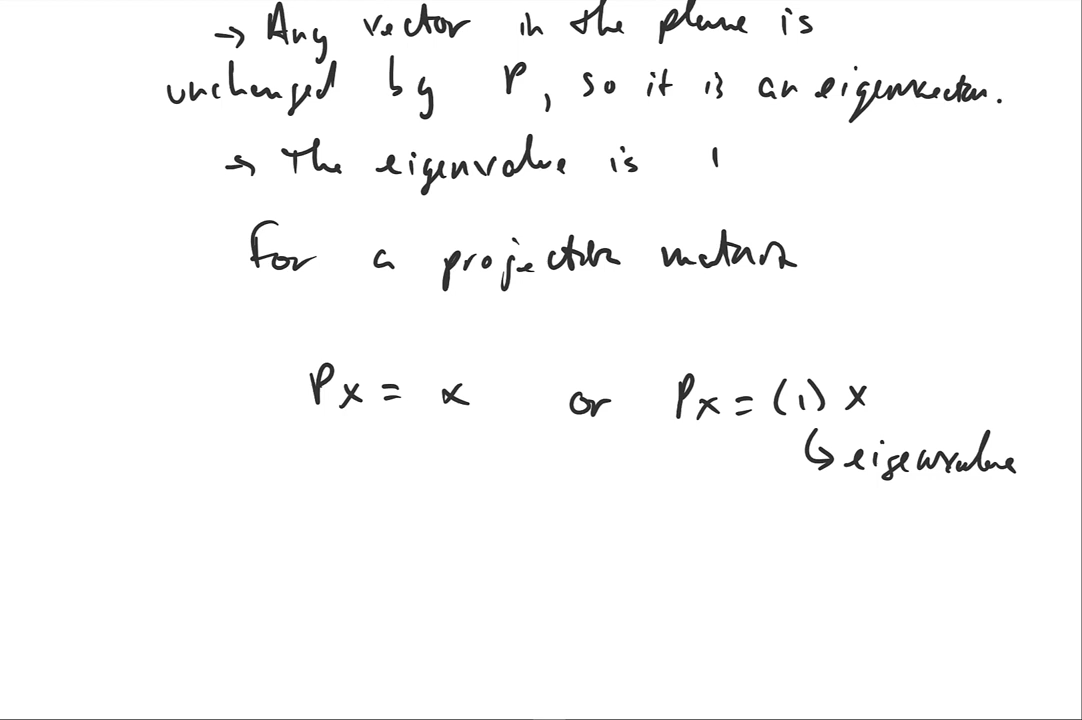 → Any vector in the plane is
unchanged by P, so it is an eigenvector.
→ The eigenvalue is 1
For a projection matrix
Px = x or Px = (1) x
↳ eigenvalue